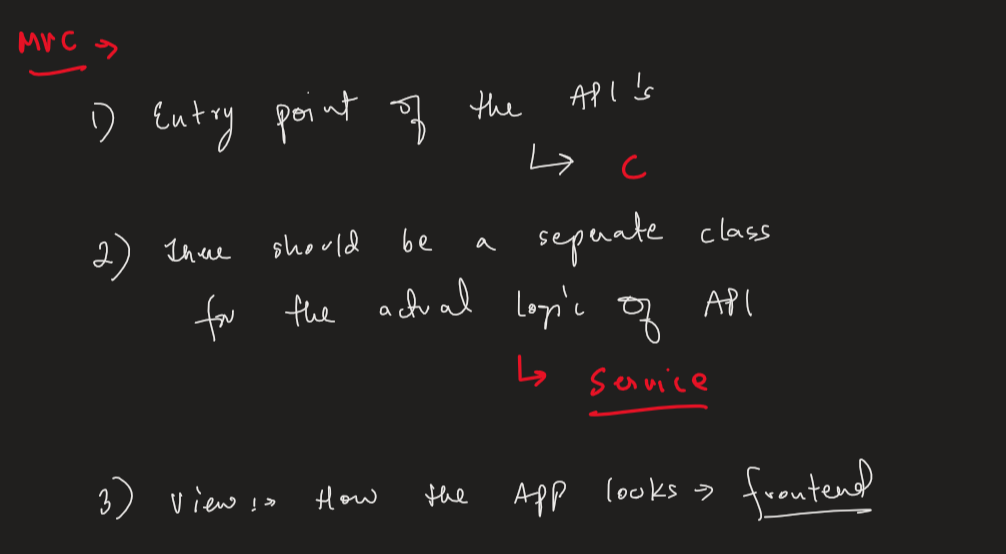 MVC →
1) Entry point of the API's
↳ C
2) There should be a seperate class
for the actual logic of API
↳ Service
3) View :→ How the App looks → frontend